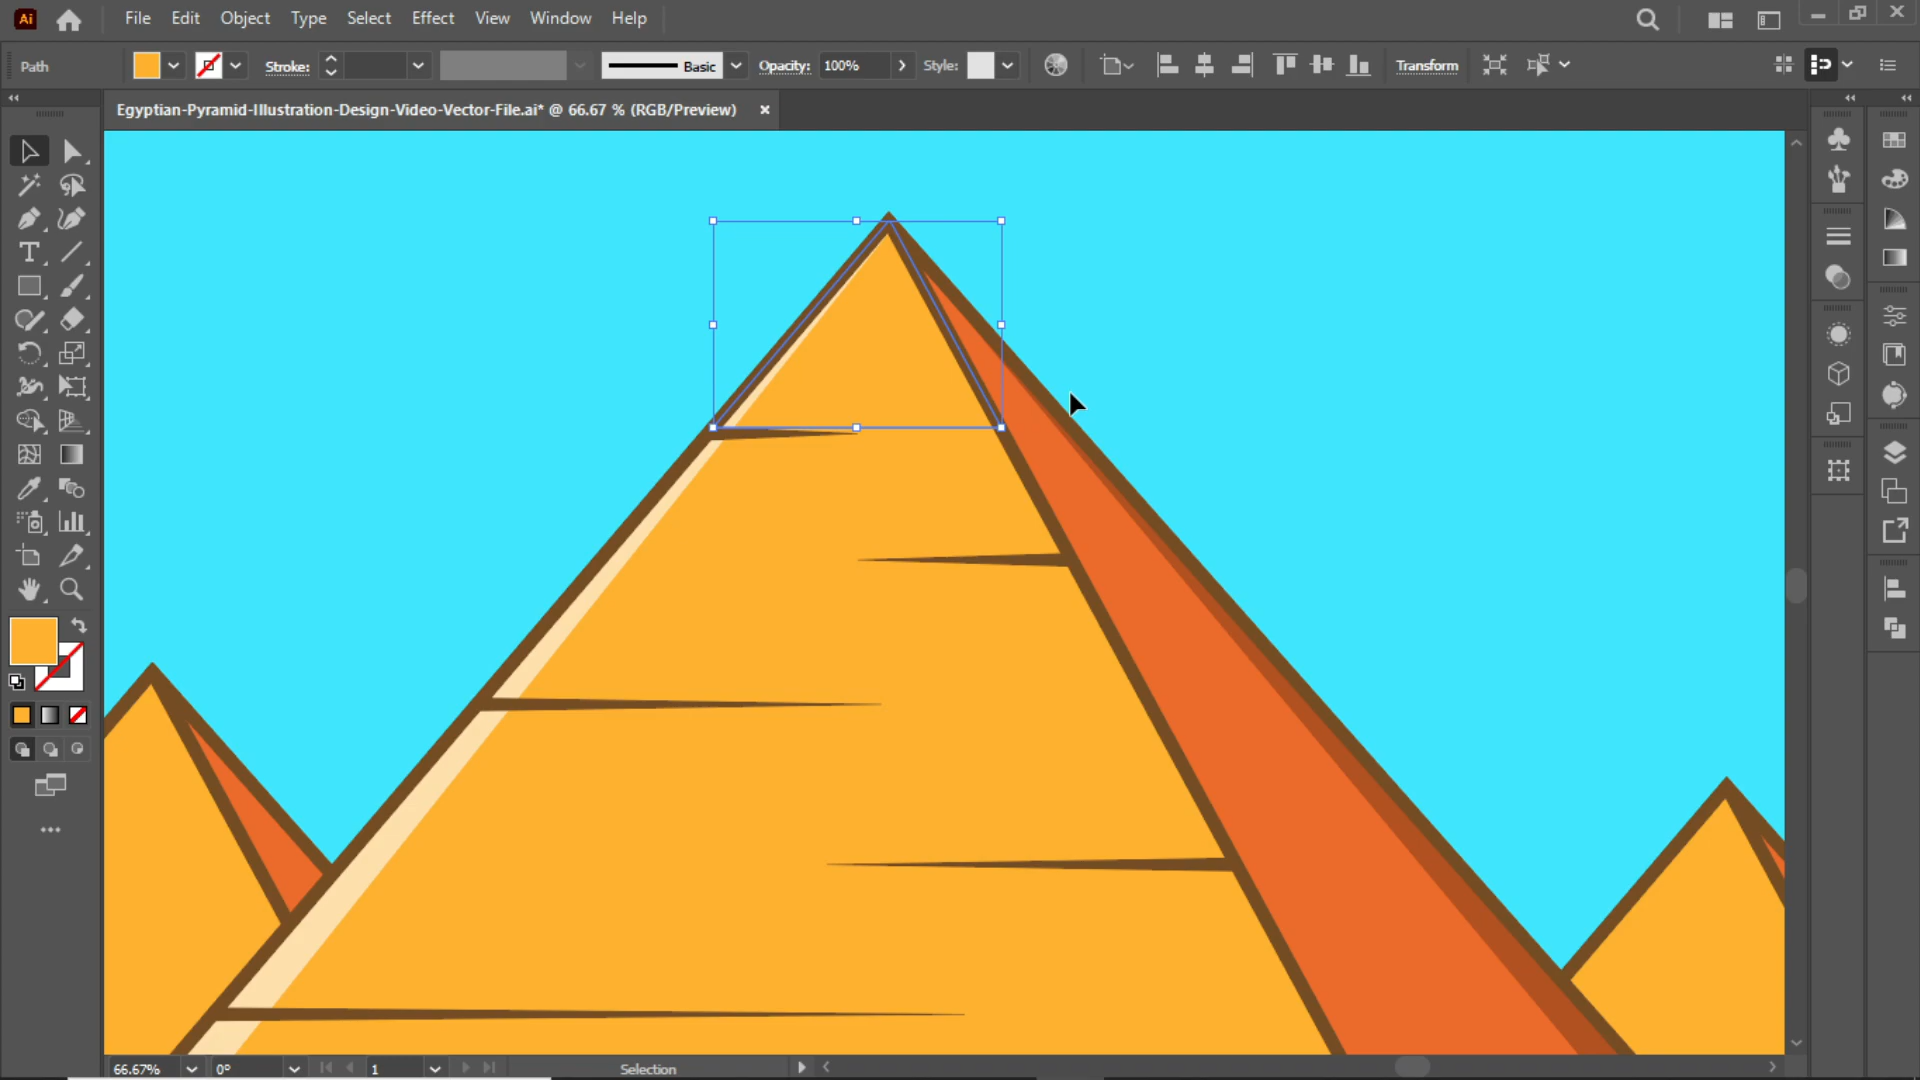 Ai File Edit Object Type Select Effect View Window Help
Path Stroke: Basic Opacity: 100% Style: Transform
Egyptian-Pyramid-Illustration-Design-Video-Vector-File.ai* @ 66.67 % (RGB/Preview)
66.67% 0° 1 Selection